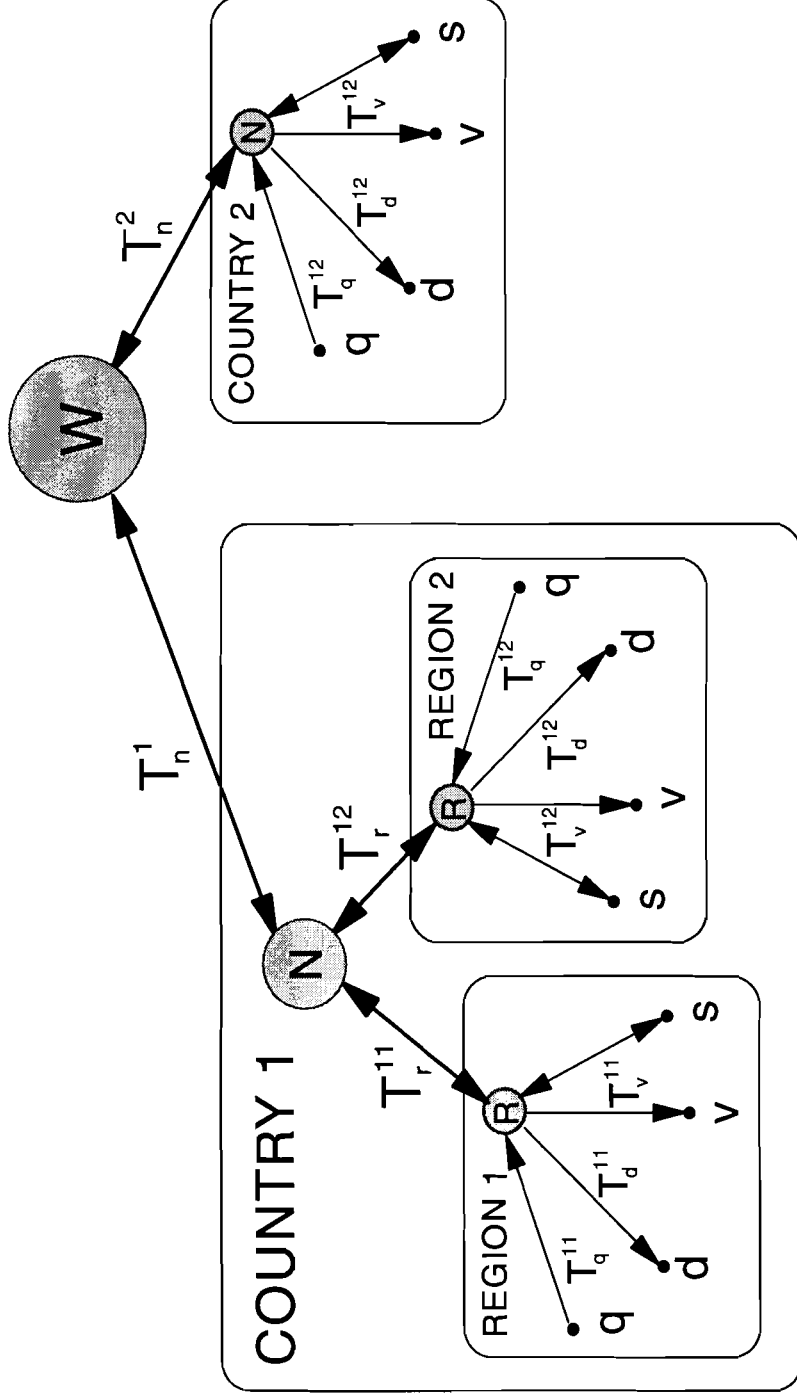 W
T_n^1
T_n^2
COUNTRY 1
N
T_r^11
T_r^12
REGION 1
R
q
T_q^11
d
T_d^11
v
T_v^11
s
REGION 2
R
s
T_v^12
v
T_d^12
d
T_q^12
q
COUNTRY 2
N
q
T_q^12
d
T_d^12
v
T_v^12
s